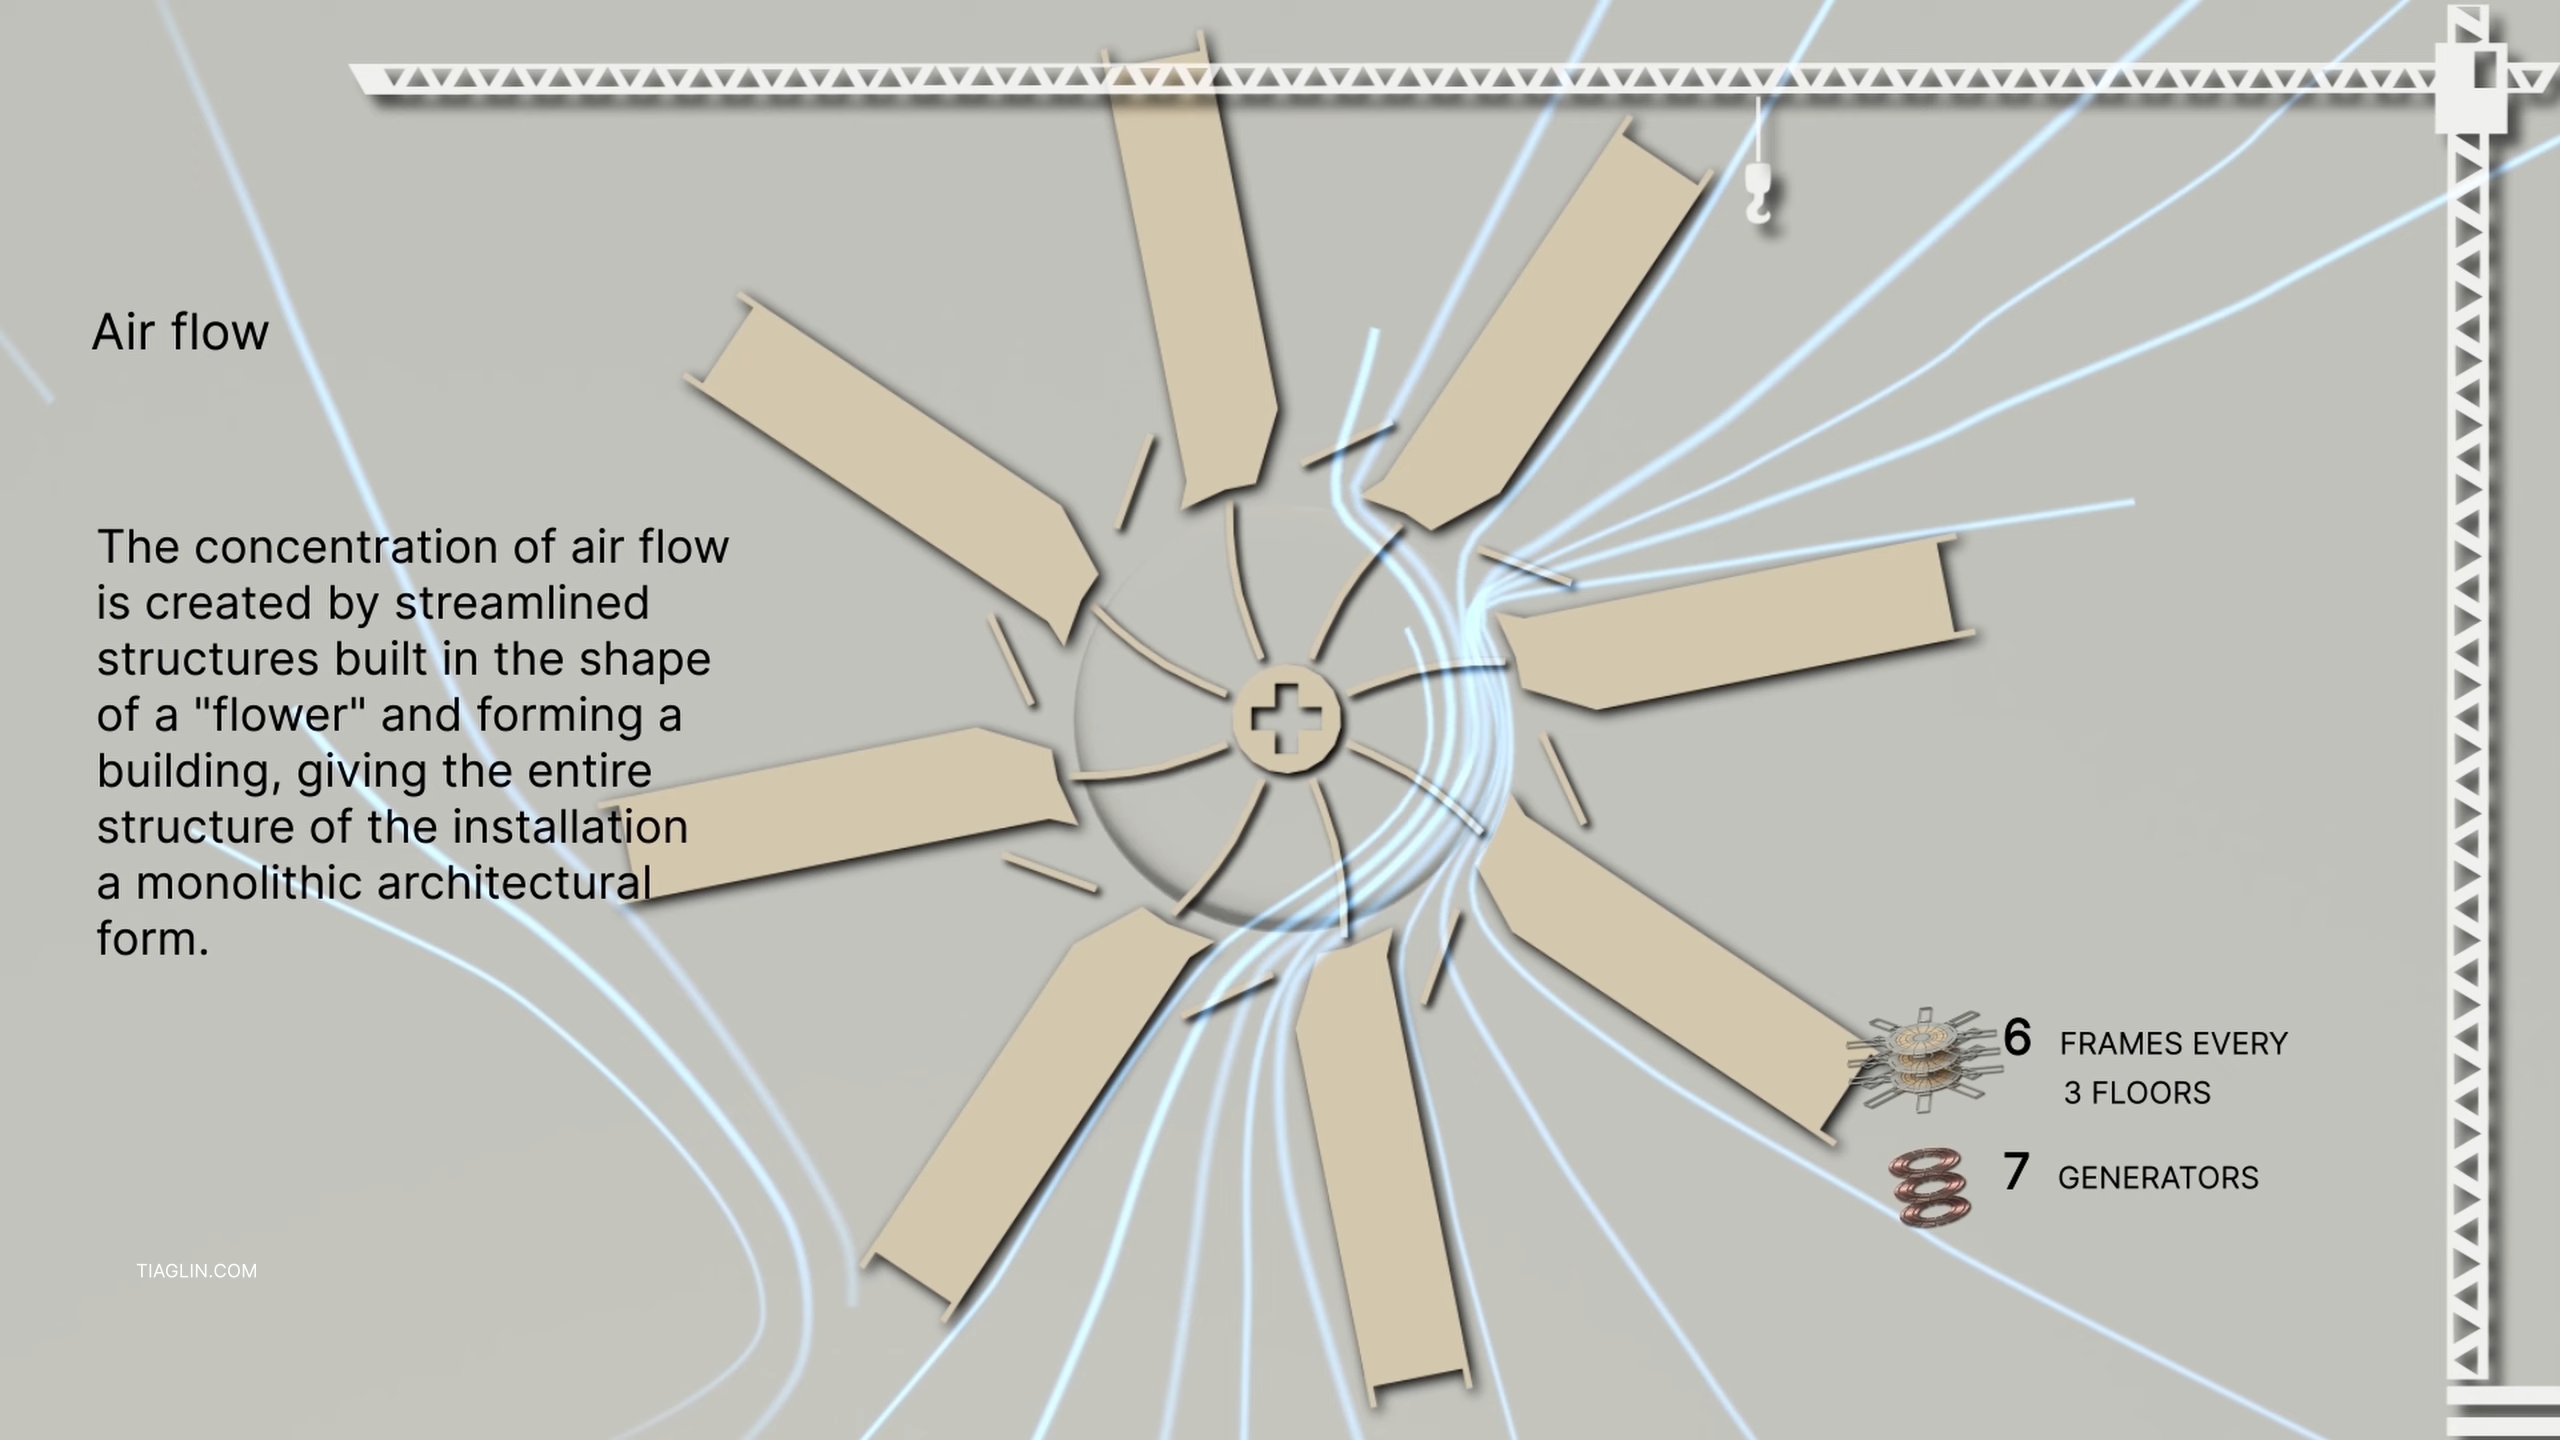 Air flow
The concentration of air flow
is created by streamlined
structures built in the shape
of a "flower" and forming a
building, giving the entire
structure of the installation
a monolithic architectural
form.
6 FRAMES EVERY
3 FLOORS
7 GENERATORS
TIAGLIN.COM